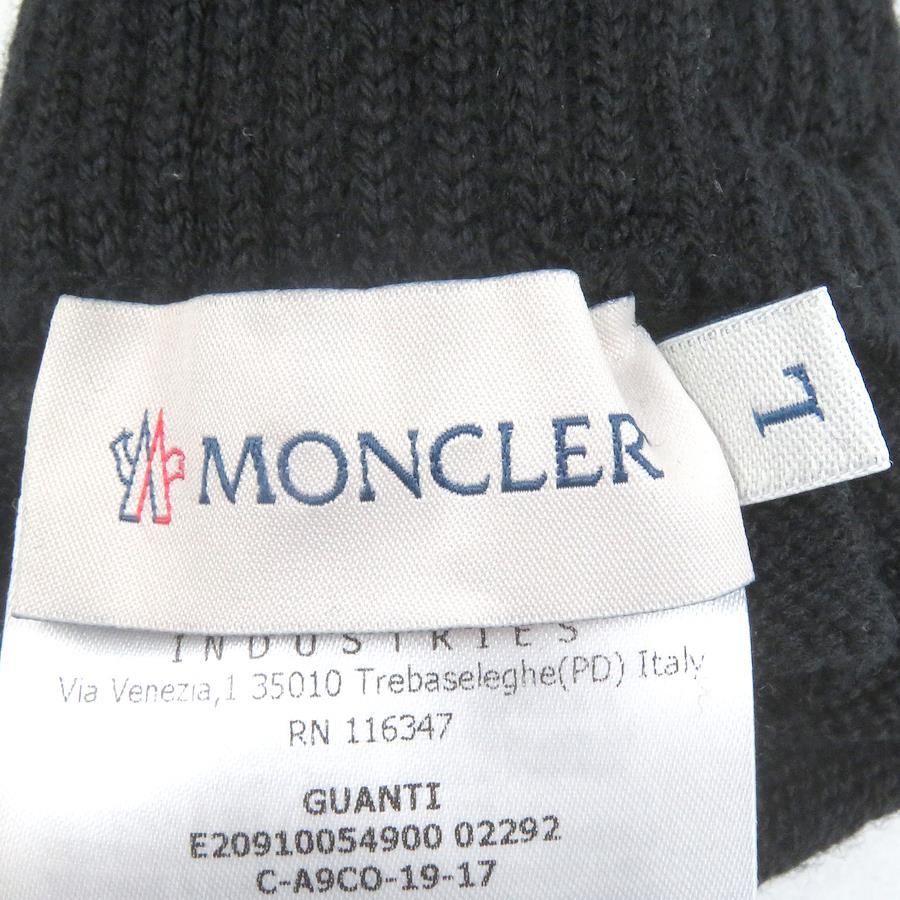 MONCLER
L
INDUSTRIES
Via Venezia,1 35010 Trebaseleghe(PD) Italy
RN 116347
GUANTI
E20910054900 02292
C-A9CO-19-17